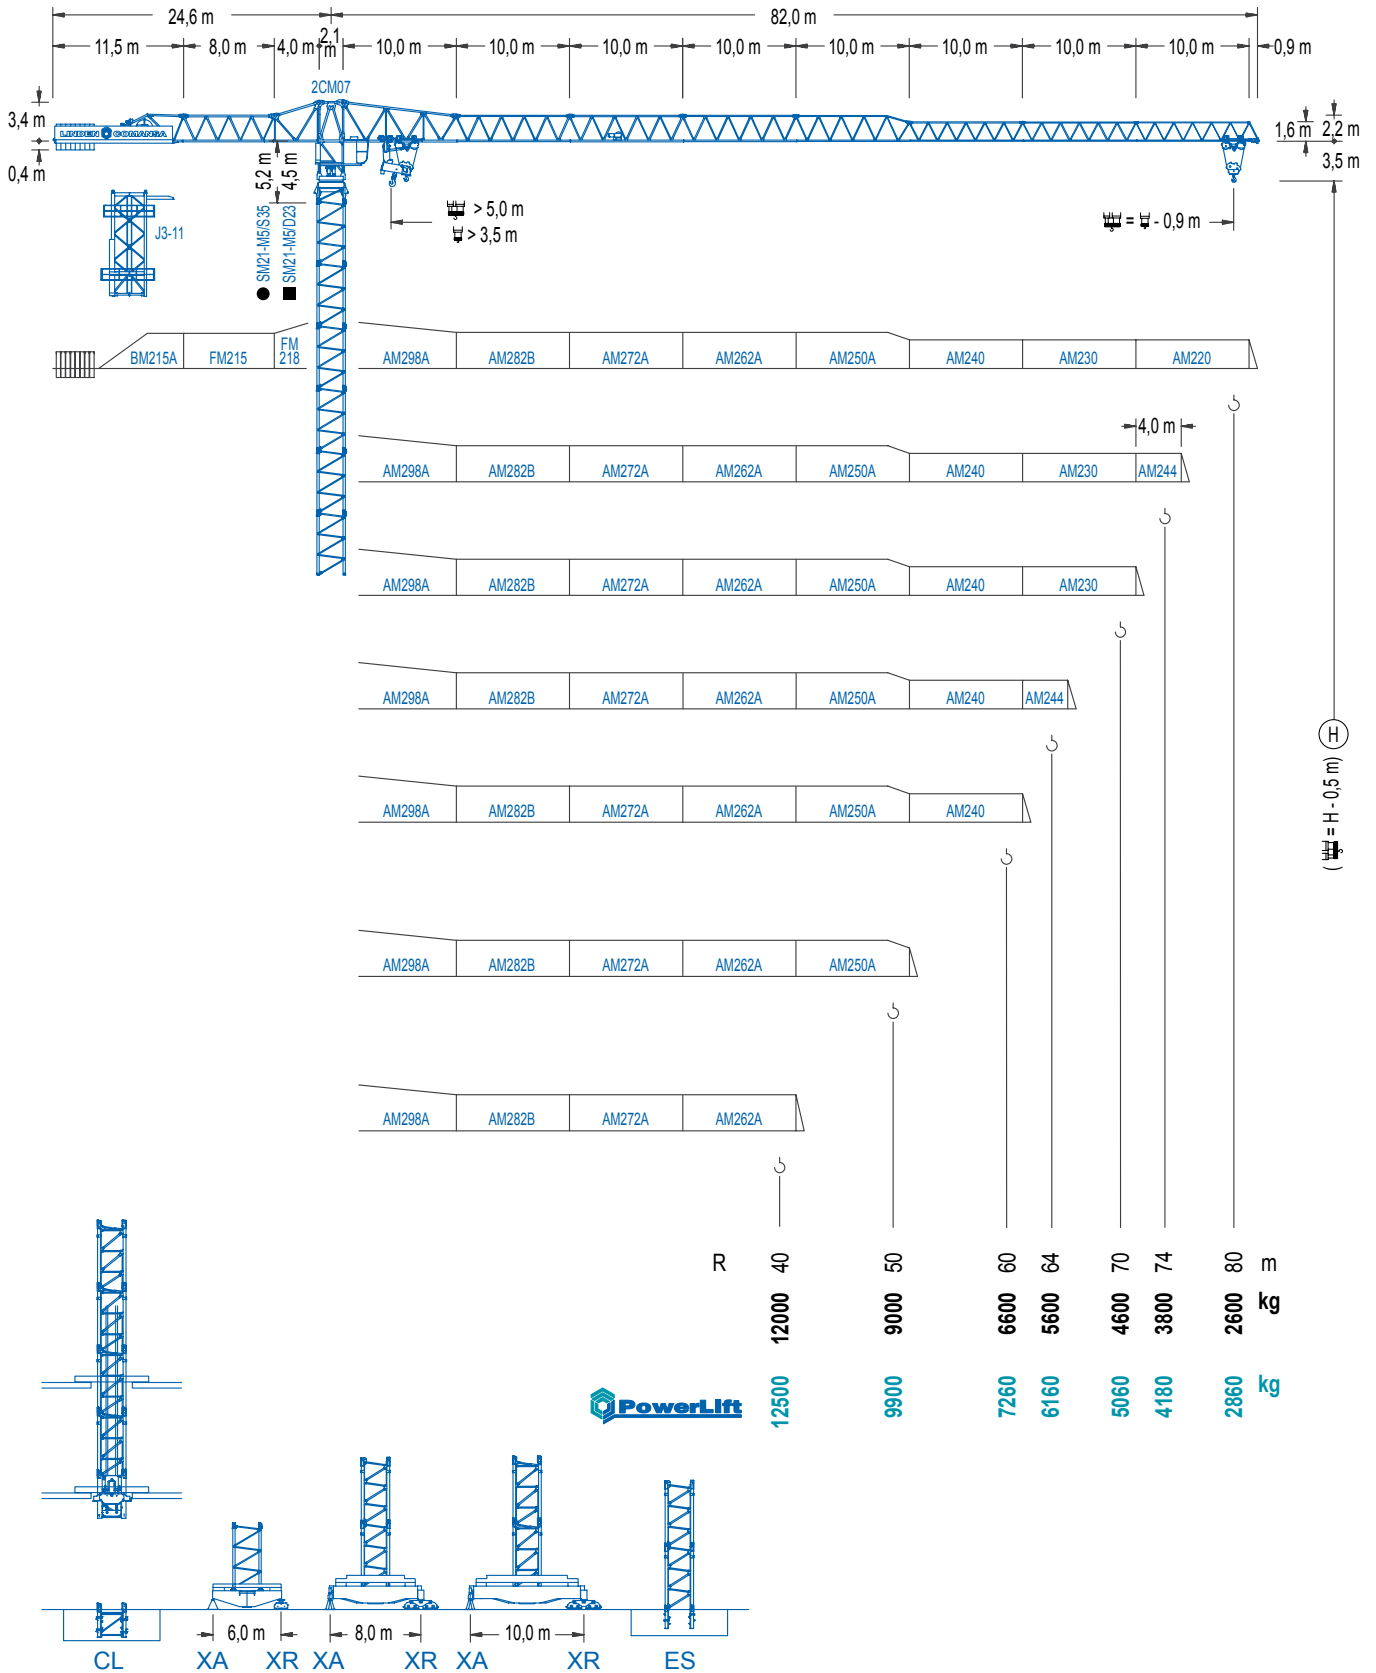 24,6 m 82,0 m
11,5 m 8,0 m 4,0 m 2,1 m 10,0 m 10,0 m 10,0 m 10,0 m 10,0 m 10,0 m 10,0 m 10,0 m 0,9 m
2CM07
3,4 m
LINDEN COMANSA
1,6 m 2,2 m
0,4 m
5,2 m 4,5 m
3,5 m
J3-11
SM21-M5/S35
SM21-M5/D23
> 5,0 m
> 3,5 m
= - 0,9 m
BM215A FM215 FM 218 AM298A AM282B AM272A AM262A AM250A AM240 AM230 AM220
4,0 m
AM298A AM282B AM272A AM262A AM250A AM240 AM230 AM244
AM298A AM282B AM272A AM262A AM250A AM240 AM230
AM298A AM282B AM272A AM262A AM250A AM240 AM244
H
( = H - 0,5 m)
AM298A AM282B AM272A AM262A AM250A AM240
AM298A AM282B AM272A AM262A AM250A
AM298A AM282B AM272A AM262A
R 40 50 60 64 70 74 80 m
12000 9000 6600 5600 4600 3800 2600 kg
PowerLift 12500 9900 7260 6160 5060 4180 2860 kg
6,0 m 8,0 m 10,0 m
CL XA XR XA XR XA XR ES